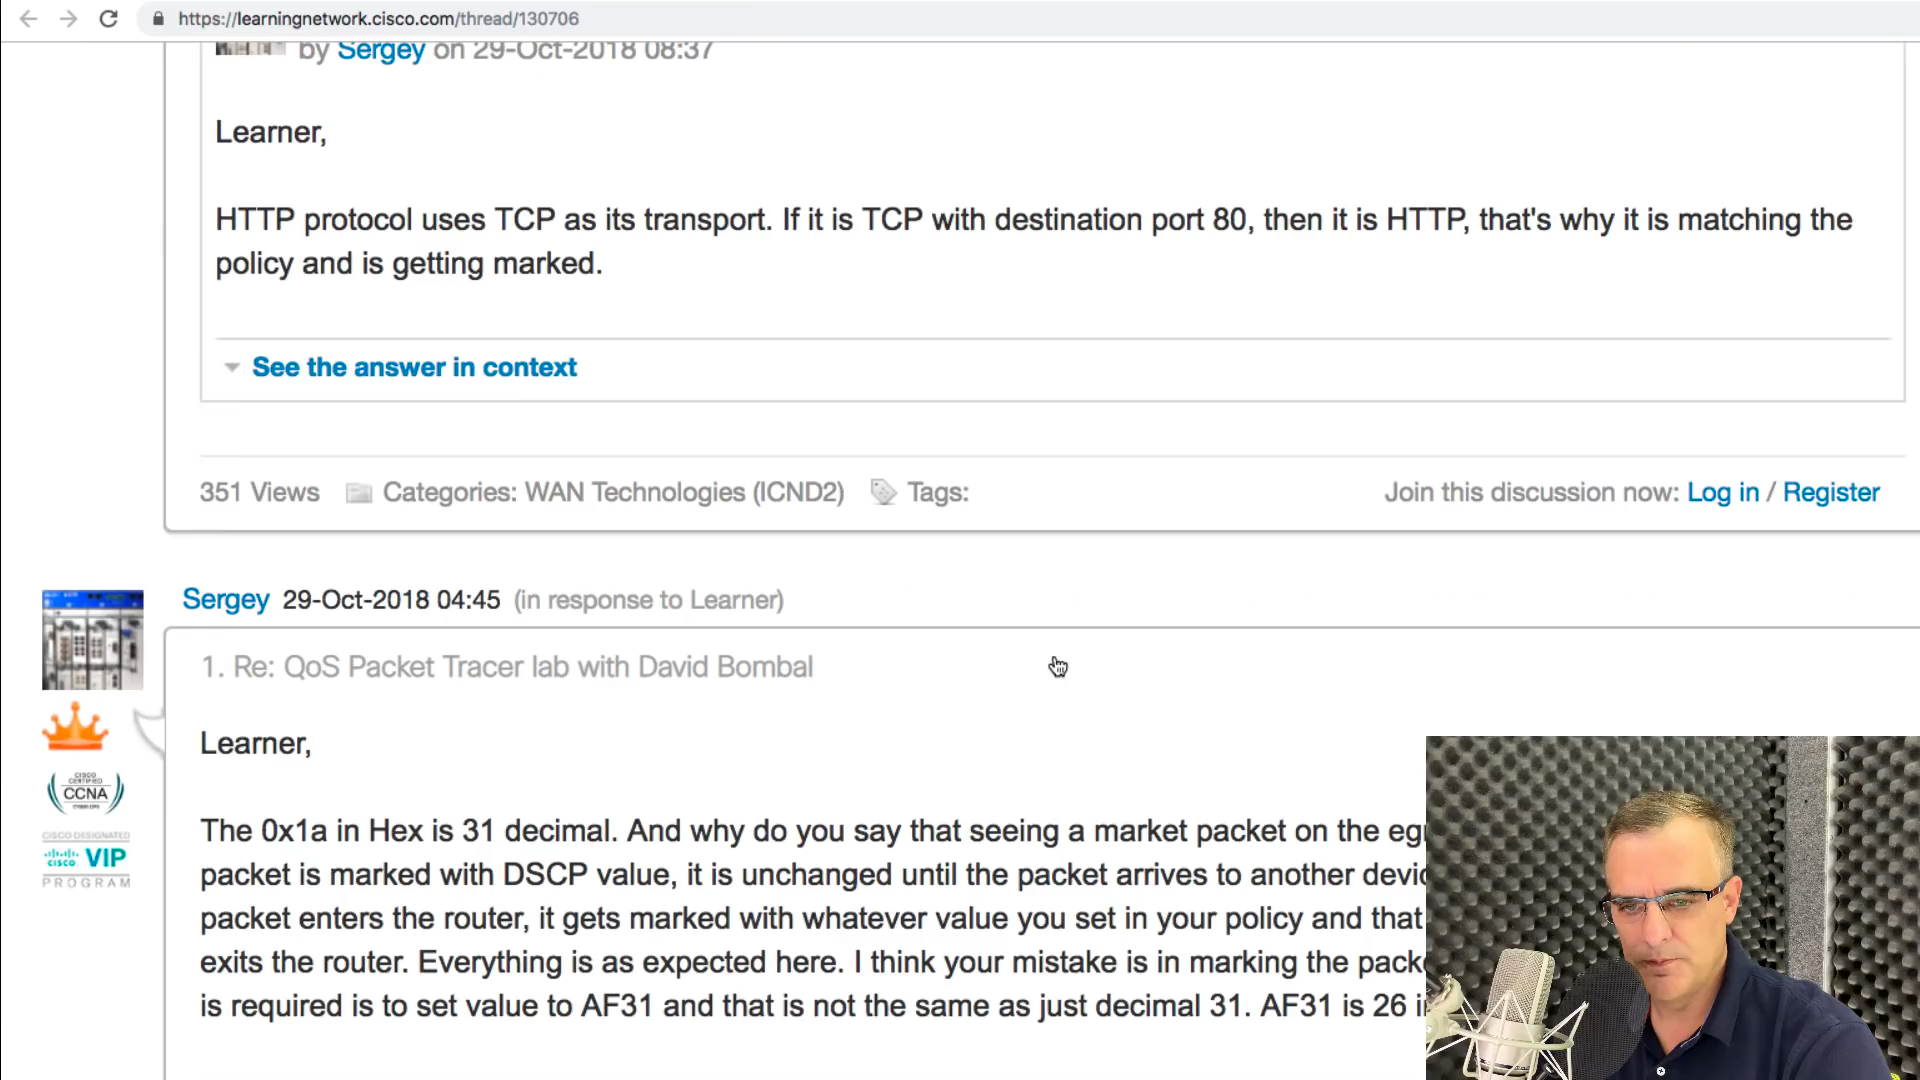 https://learningnetwork.cisco.com/thread/130706
by Sergey on 29-Oct-2018 08:37
Learner,
HTTP protocol uses TCP as its transport. If it is TCP with destination port 80, then it is HTTP, that's why it is matching the
policy and is getting marked.
See the answer in context
351 Views Categories: WAN Technologies (ICND2) Tags:
Join this discussion now: Log in / Register
Sergey 29-Oct-2018 04:45 (in response to Learner)
1. Re: QoS Packet Tracer lab with David Bombal
Learner,
The 0x1a in Hex is 31 decimal. And why do you say that seeing a market packet on the eg
packet is marked with DSCP value, it is unchanged until the packet arrives to another devic
packet enters the router, it gets marked with whatever value you set in your policy and that
exits the router. Everything is as expected here. I think your mistake is in marking the pack
is required is to set value to AF31 and that is not the same as just decimal 31. AF31 is 26 i
CISCO
CERTIFIED
CCNA
CISCO DESIGNATED
CISCO VIP
PROGRAM